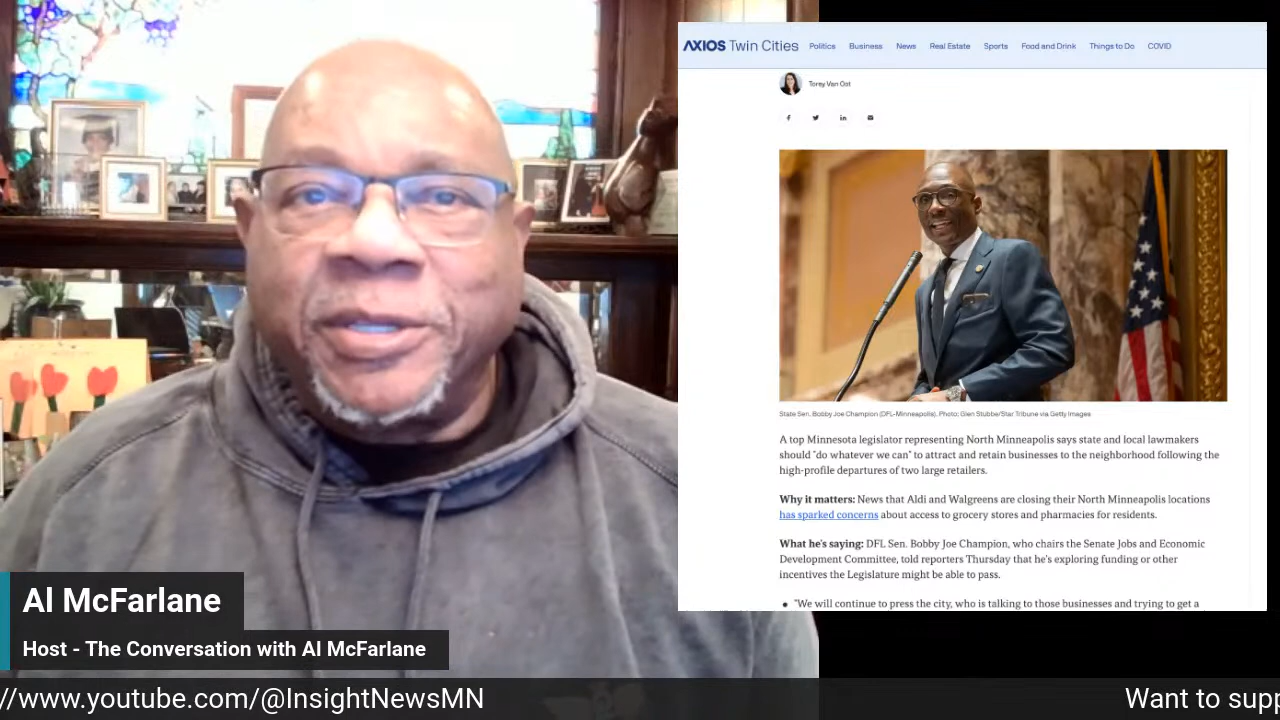 AXIOS Twin Cities
Politics Business News Real Estate Sports Food and Drink Things to Do COVID
Torey Van Oot
State Sen. Bobby Joe Champion (DFL-Minneapolis). Photo: Glen Stubbe/Star Tribune via Getty Images
A top Minnesota legislator representing North Minneapolis says state and local lawmakers
should "do whatever we can" to attract and retain businesses to the neighborhood following the
high-profile departures of two large retailers.
Why it matters: News that Aldi and Walgreens are closing their North Minneapolis locations
has sparked concerns about access to grocery stores and pharmacies for residents.
What he's saying: DFL Sen. Bobby Joe Champion, who chairs the Senate Jobs and Economic
Development Committee, told reporters Thursday that he's exploring funding or other
incentives the Legislature might be able to pass.
• "We will continue to press the city, who is talking to those businesses and trying to get a
Al McFarlane
Host - The Conversation with Al McFarlane
//www.youtube.com/@InsightNewsMN
Want to supp